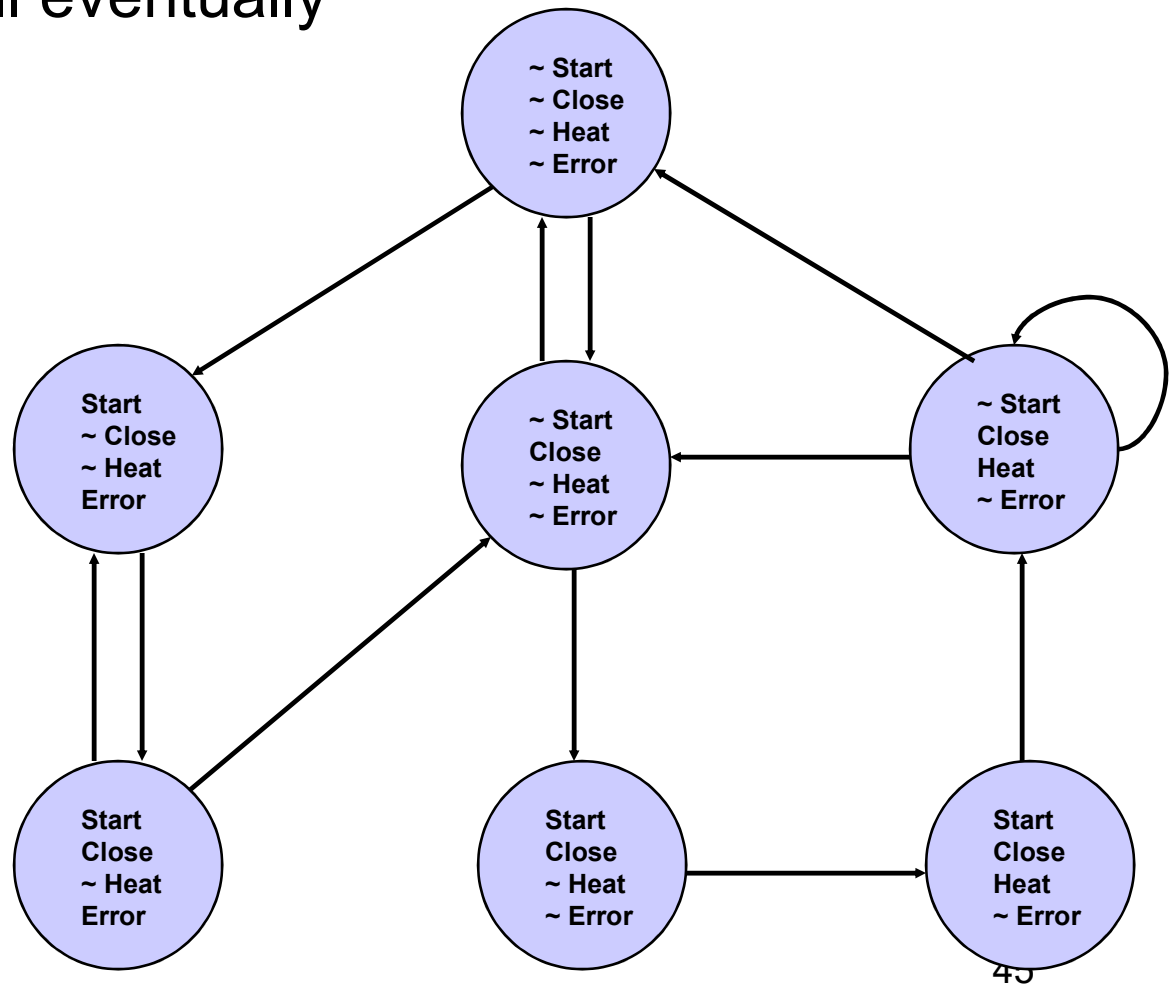 eventually
~ Start
~ Close
~ Heat
~ Error
Start
~ Close
~ Heat
Error
~ Start
Close
~ Heat
~ Error
~ Start
Close
Heat
~ Error
Start
Close
~ Heat
Error
Start
Close
~ Heat
~ Error
Start
Close
Heat
~ Error
45